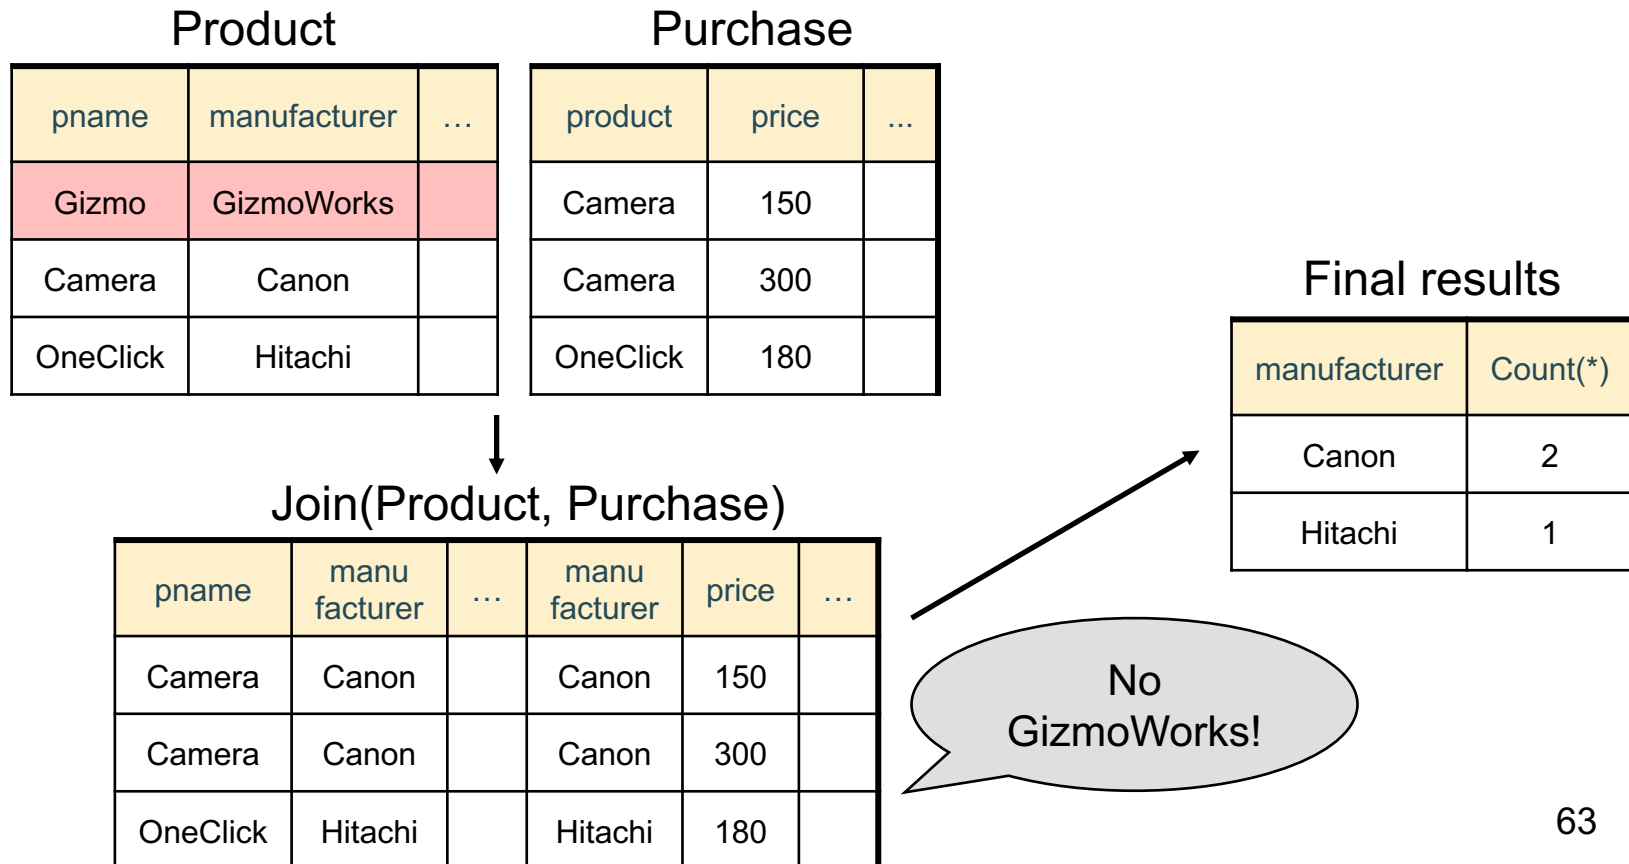 Product
pname manufacturer …
Gizmo GizmoWorks
Camera Canon
OneClick Hitachi
Purchase
product price ...
Camera 150
Camera 300
OneClick 180
Join(Product, Purchase)
pname manu facturer … manu facturer price …
Camera Canon Canon 150
Camera Canon Canon 300
OneClick Hitachi Hitachi 180
Final results
manufacturer Count(*)
Canon 2
Hitachi 1
No
GizmoWorks!
63